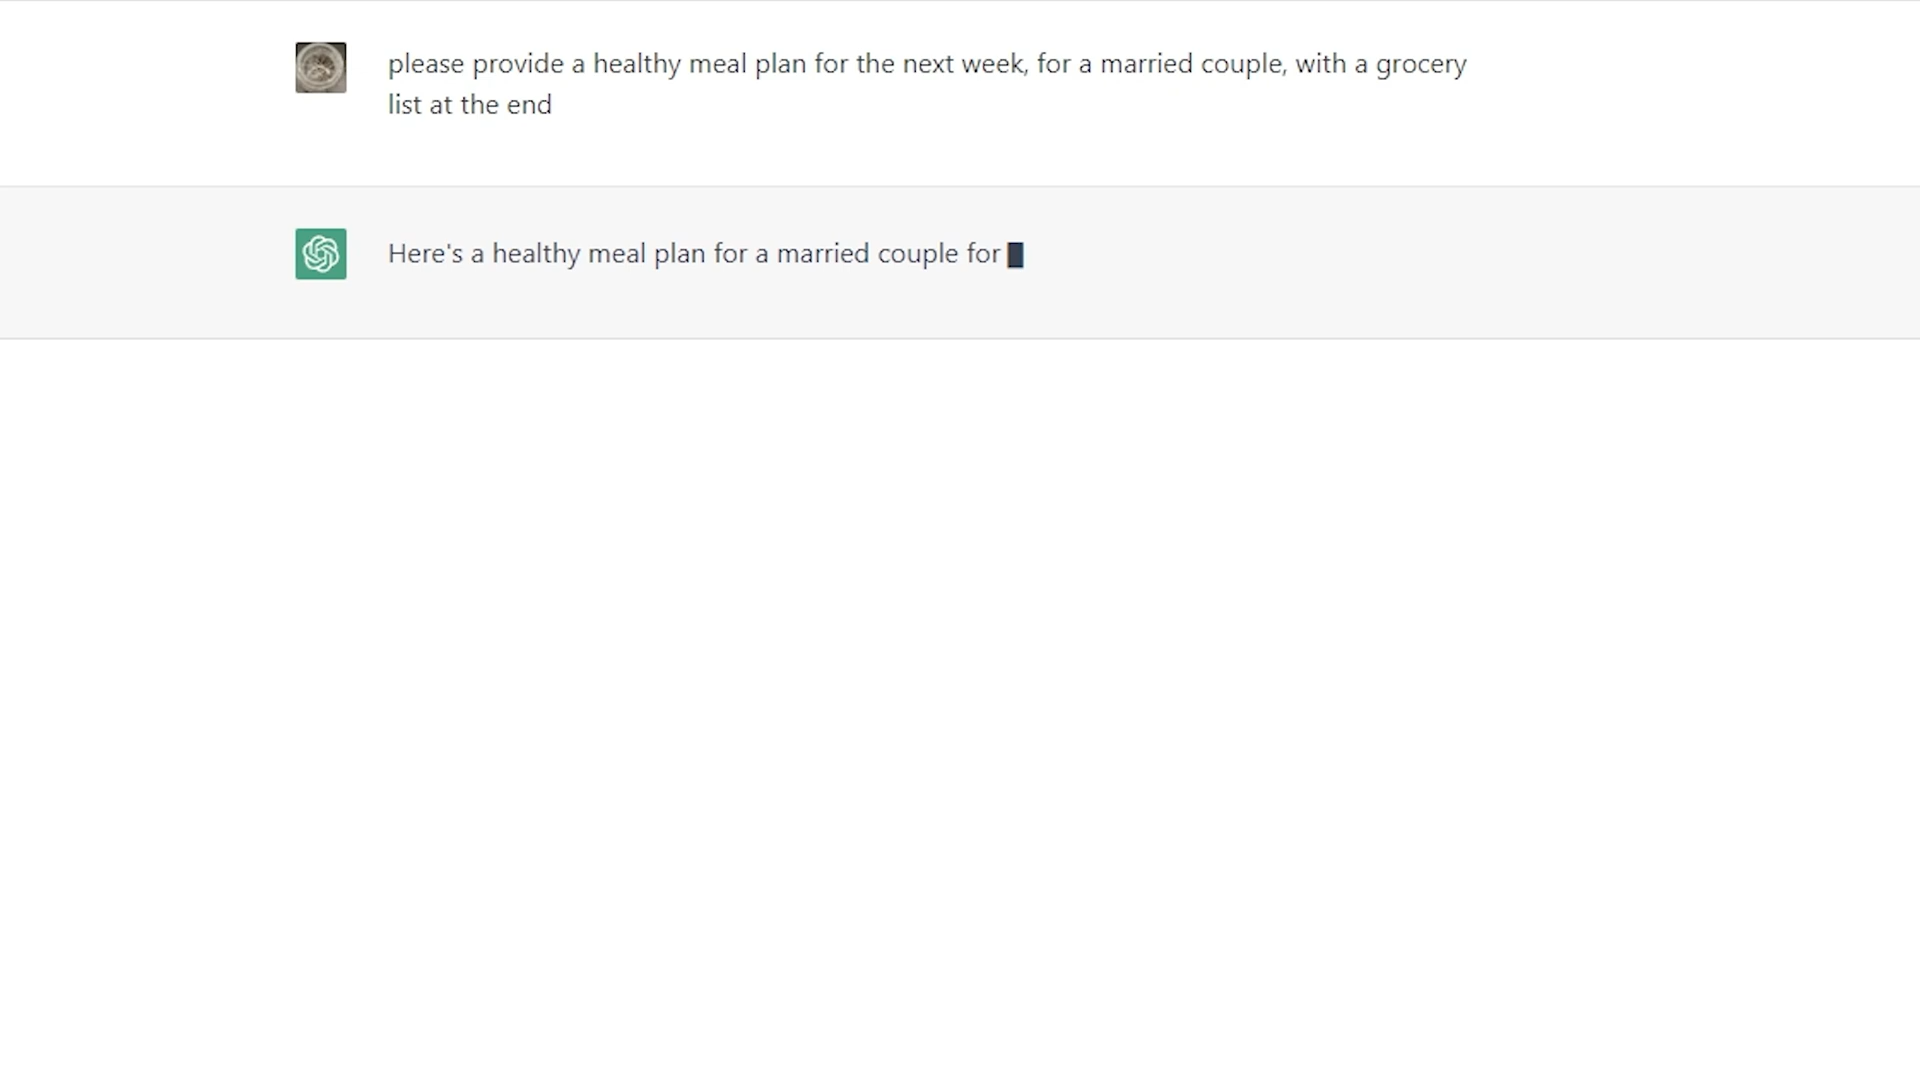 please provide a healthy meal plan for the next week, for a married couple, with a grocery
list at the end
Here's a healthy meal plan for a married couple for